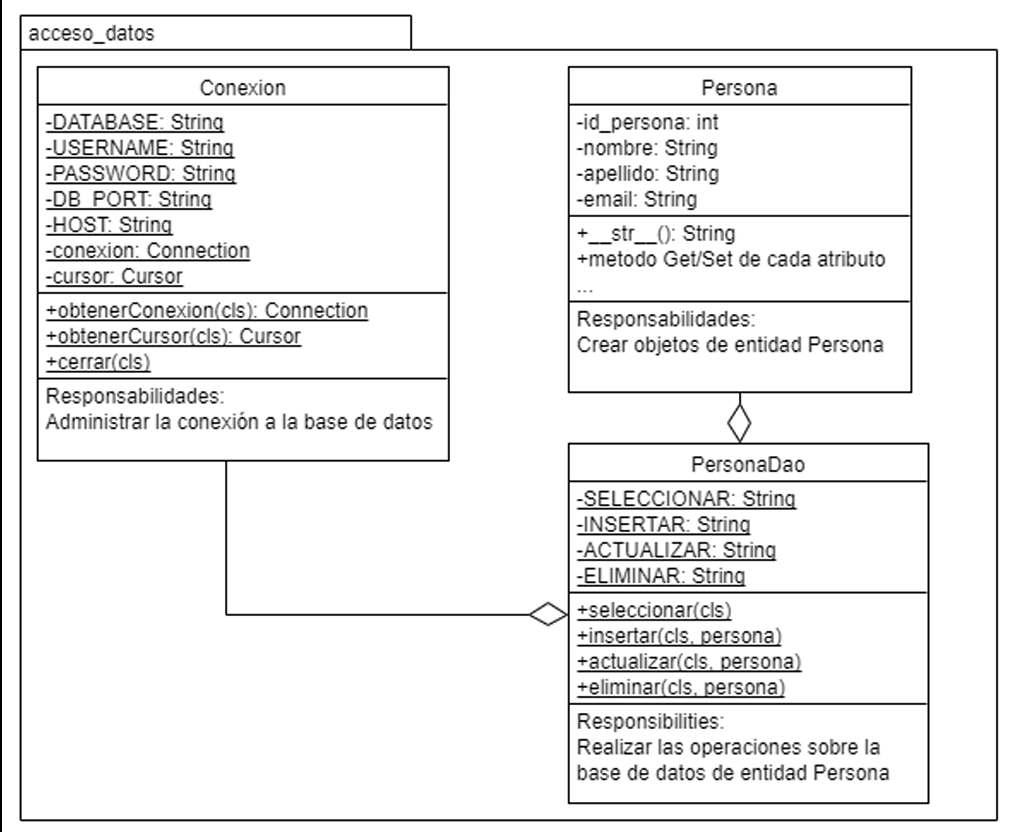 acceso_datos
Conexion
-DATABASE: String
-USERNAME: String
-PASSWORD: String
-DB_PORT: String
-HOST: String
-conexion: Connection
-cursor: Cursor
+obtenerConexion(cls): Connection
+obtenerCursor(cls): Cursor
+cerrar(cls)
Responsabilidades:
Administrar la conexión a la base de datos
Persona
-id_persona: int
-nombre: String
-apellido: String
-email: String
+__str__(): String
+metodo Get/Set de cada atributo
...
Responsabilidades:
Crear objetos de entidad Persona
PersonaDao
-SELECCIONAR: String
-INSERTAR: String
-ACTUALIZAR: String
-ELIMINAR: String
+seleccionar(cls)
+insertar(cls, persona)
+actualizar(cls, persona)
+eliminar(cls, persona)
Responsibilities:
Realizar las operaciones sobre la
base de datos de entidad Persona